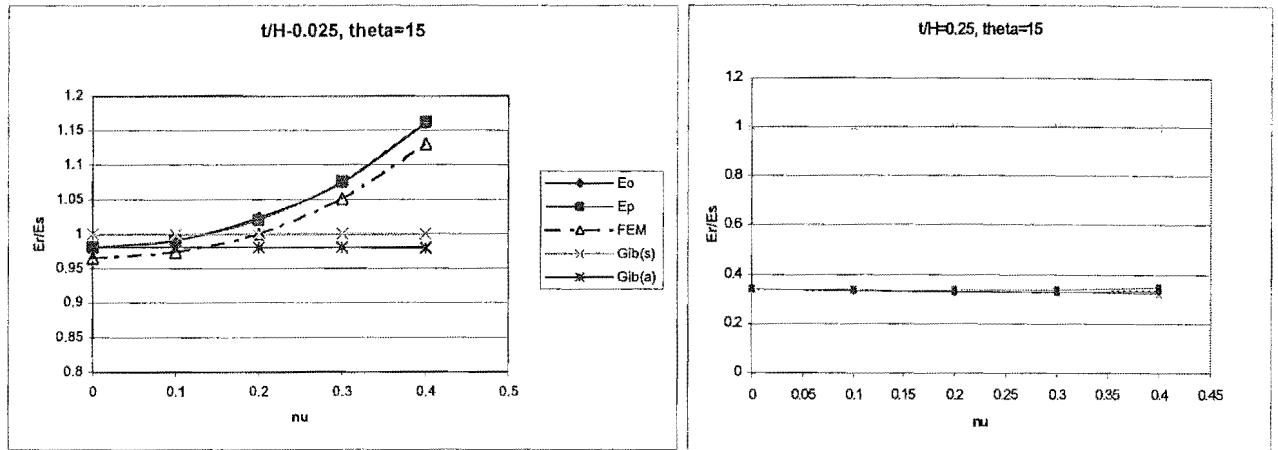 t/H-0.025, theta=15
1.2
1.15
1.1
1.05
1
0.95
0.9
0.85
0.8
Er/Es
0 0.1 0.2 0.3 0.4 0.5
nu
Eo
Ep
FEM
Gib(s)
Gib(a)
t/H=0.25, theta=15
1.2
1
0.8
0.6
0.4
0.2
0
Er/Es
0 0.05 0.1 0.15 0.2 0.25 0.3 0.35 0.4 0.45
nu